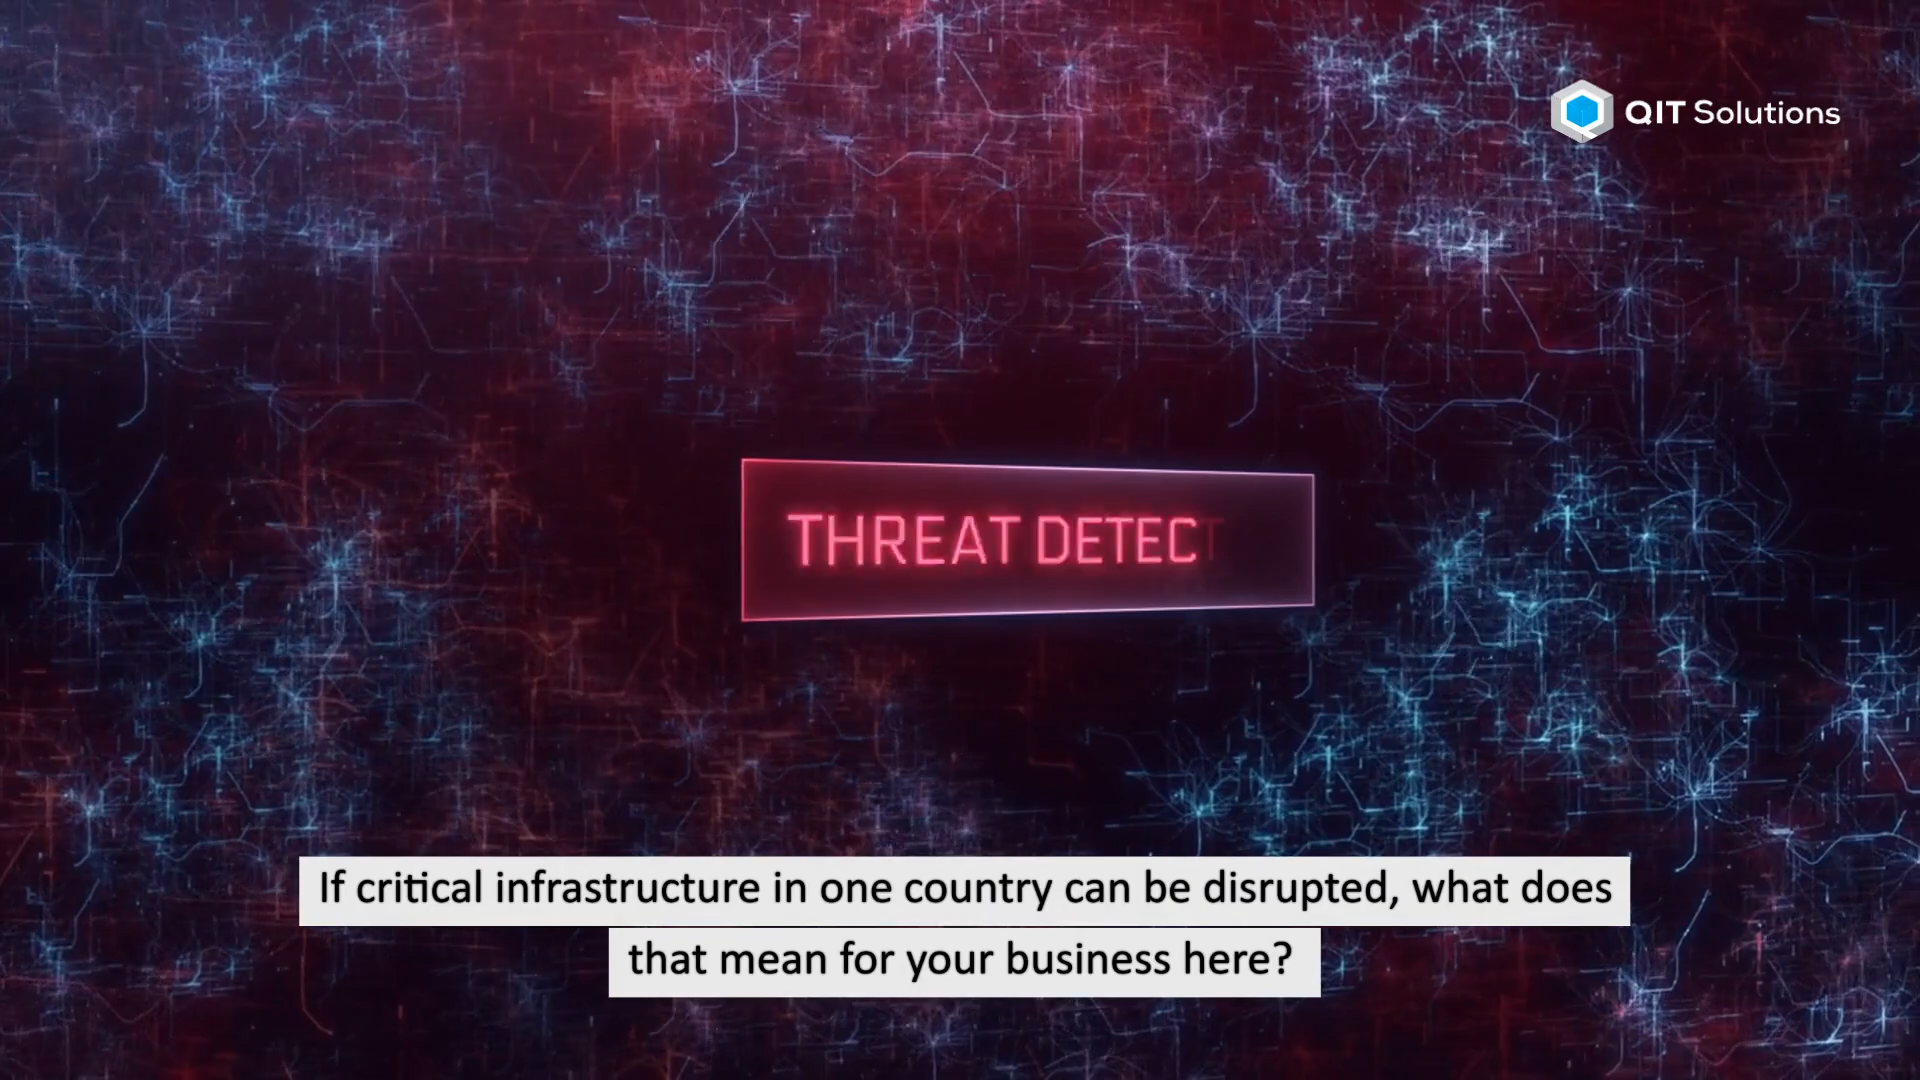 QIT Solutions
THREAT DETECT
If critical infrastructure in one country can be disrupted, what does
that mean for your business here?